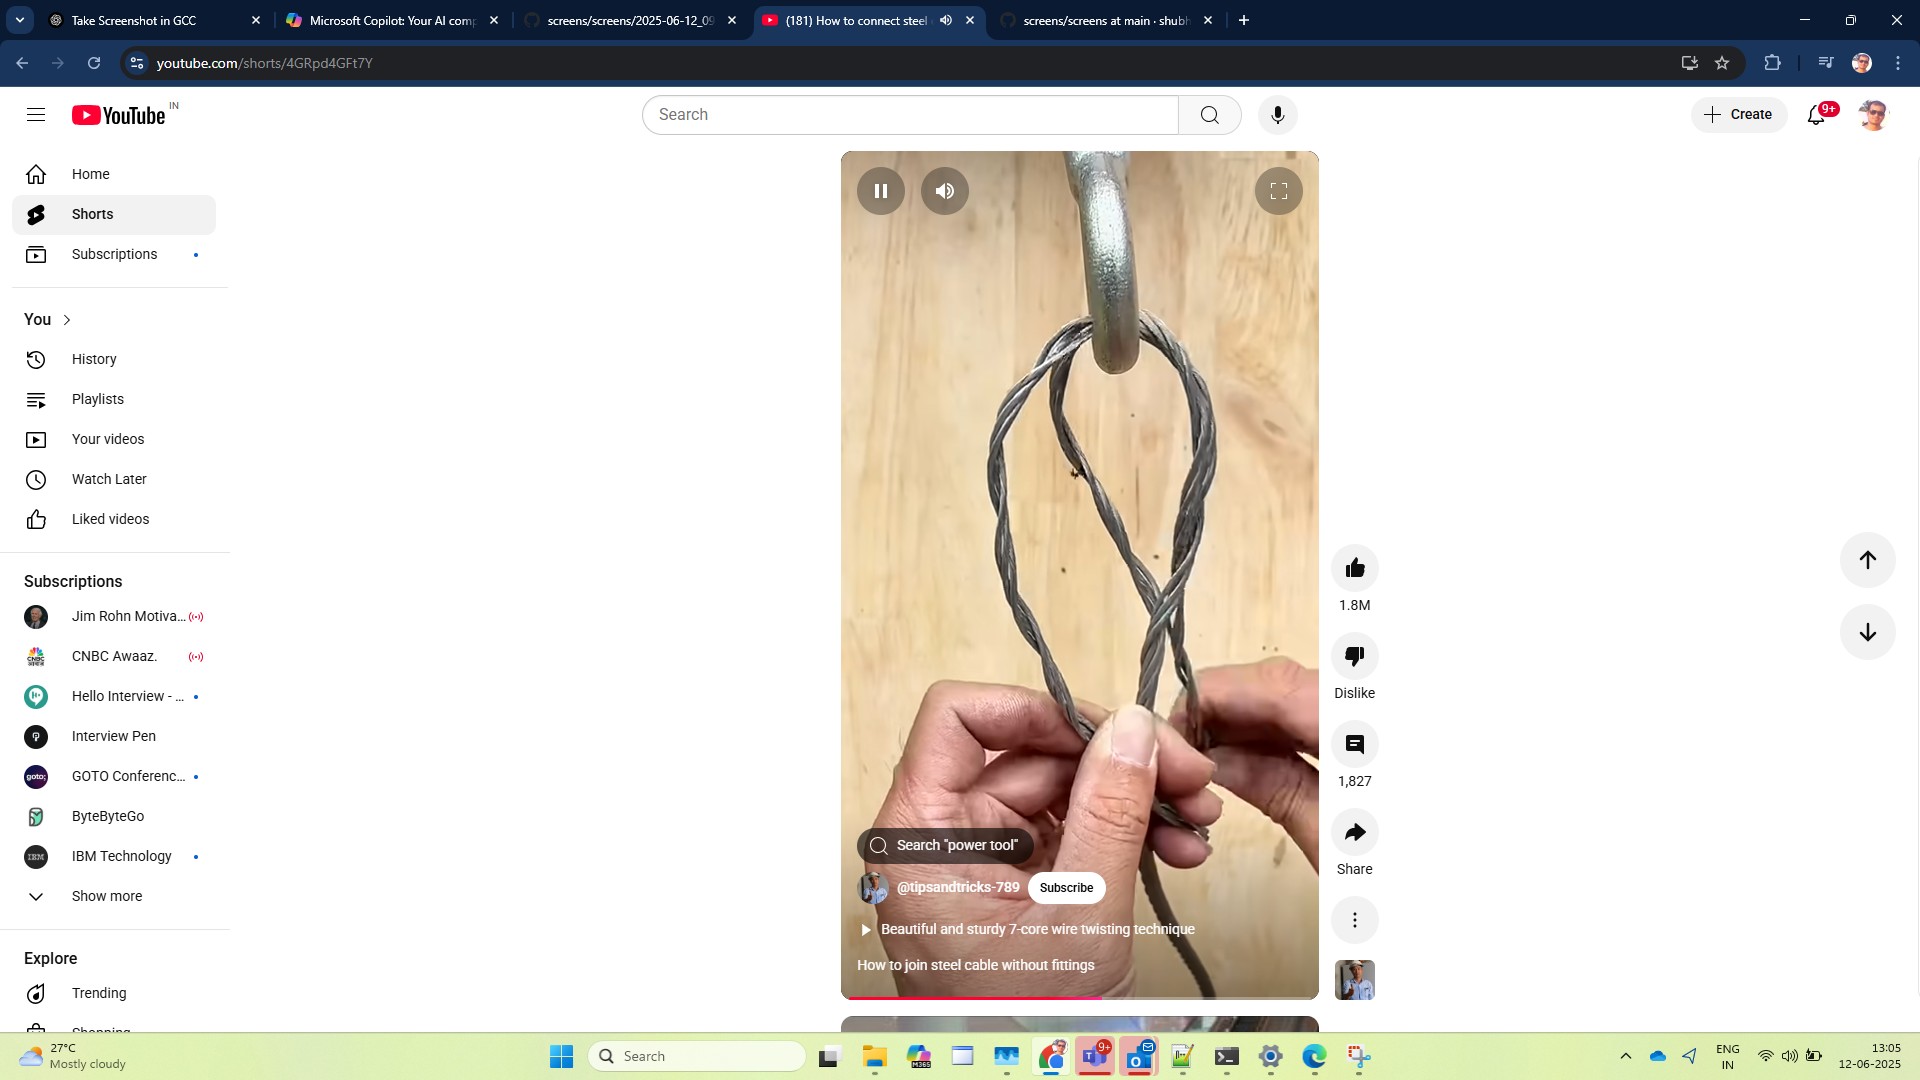 Take Screenshot in GCC
Microsoft Copilot: Your AI comp
screens/screens/2025-06-12_09
(181) How to connect steel
screens/screens at main · shubh
youtube.com/shorts/4GRpd4GFt7Y
YouTube IN
Search
Create
9+
Home
Shorts
Subscriptions
You
History
Playlists
Your videos
Watch Later
Liked videos
Subscriptions
Jim Rohn Motiva...
CNBC Awaaz.
Hello Interview - ...
Interview Pen
GOTO Conferenc...
ByteByteGo
IBM Technology
Show more
Explore
Trending
Shopping
Search "power tool"
@tipsandtricks-789
Subscribe
Beautiful and sturdy 7-core wire twisting technique
How to join steel cable without fittings
1.8M
Dislike
1,827
Share
27°C
Mostly cloudy
Search
9+
ENG
IN
13:05
12-06-2025